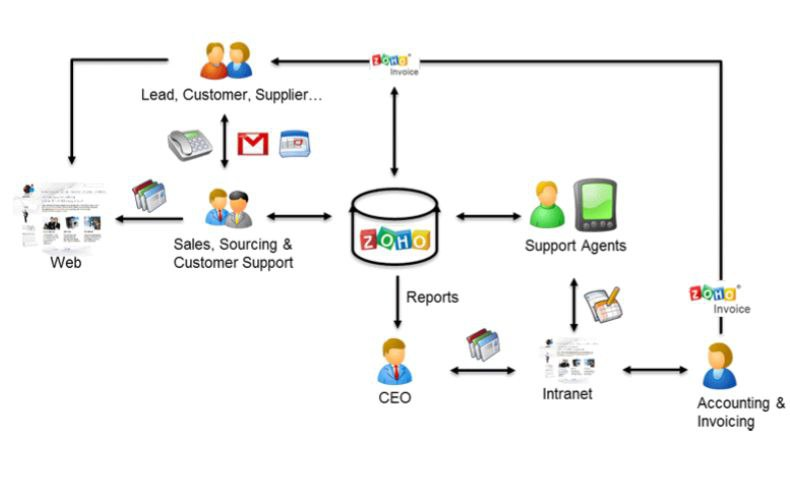 ZOHO
Invoice
Lead, Customer, Supplier...
Web
Sales, Sourcing &
Customer Support
ZOHO
Support Agents
Reports
ZOHO
Invoice
CEO
Intranet
Accounting &
Invoicing